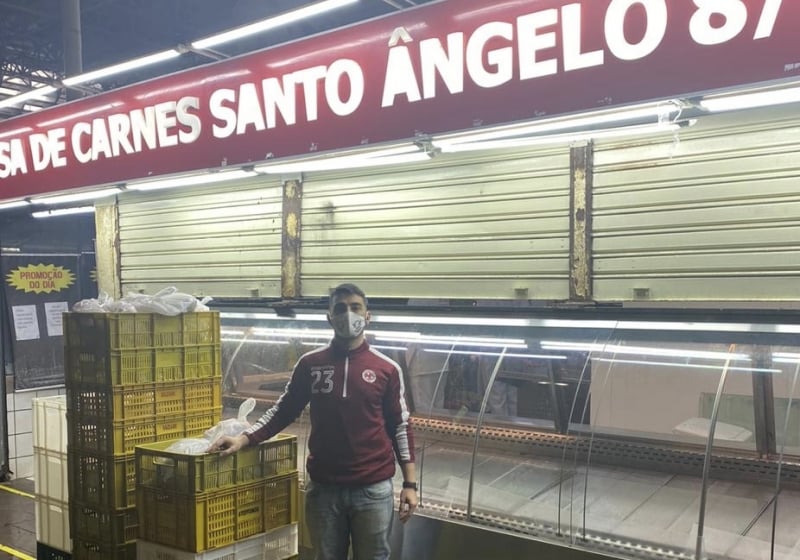 SA DE CARNES SANTO ÂNGELO 87
PROMOÇÃO
DO DIA
23